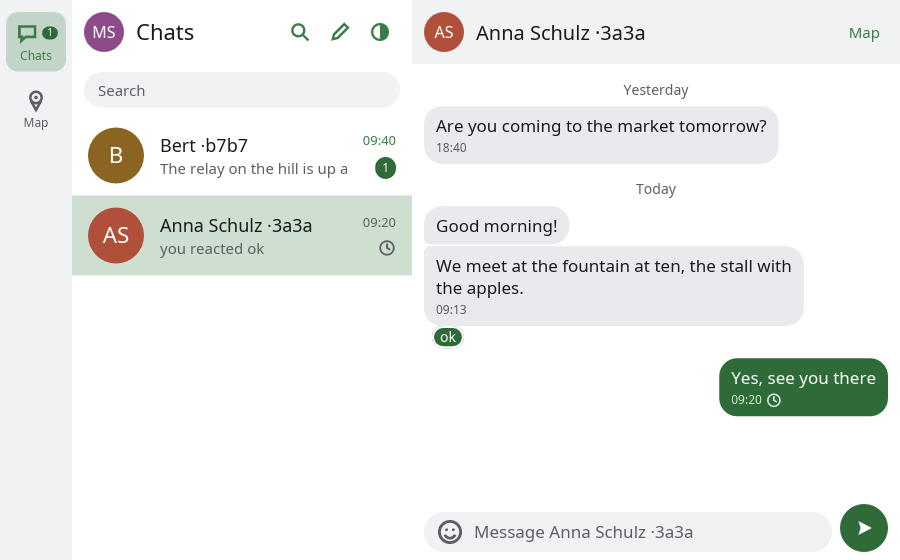 1
Chats
Map
MS
Chats
Search
B
Bert ·b7b7
09:40
The relay on the hill is up a
1
AS
Anna Schulz ·3a3a
09:20
you reacted ok
AS
Anna Schulz ·3a3a
Map
Yesterday
Are you coming to the market tomorrow?
18:40
Today
Good morning!
We meet at the fountain at ten, the stall with
the apples.
09:13
ok
Yes, see you there
09:20
Message Anna Schulz ·3a3a